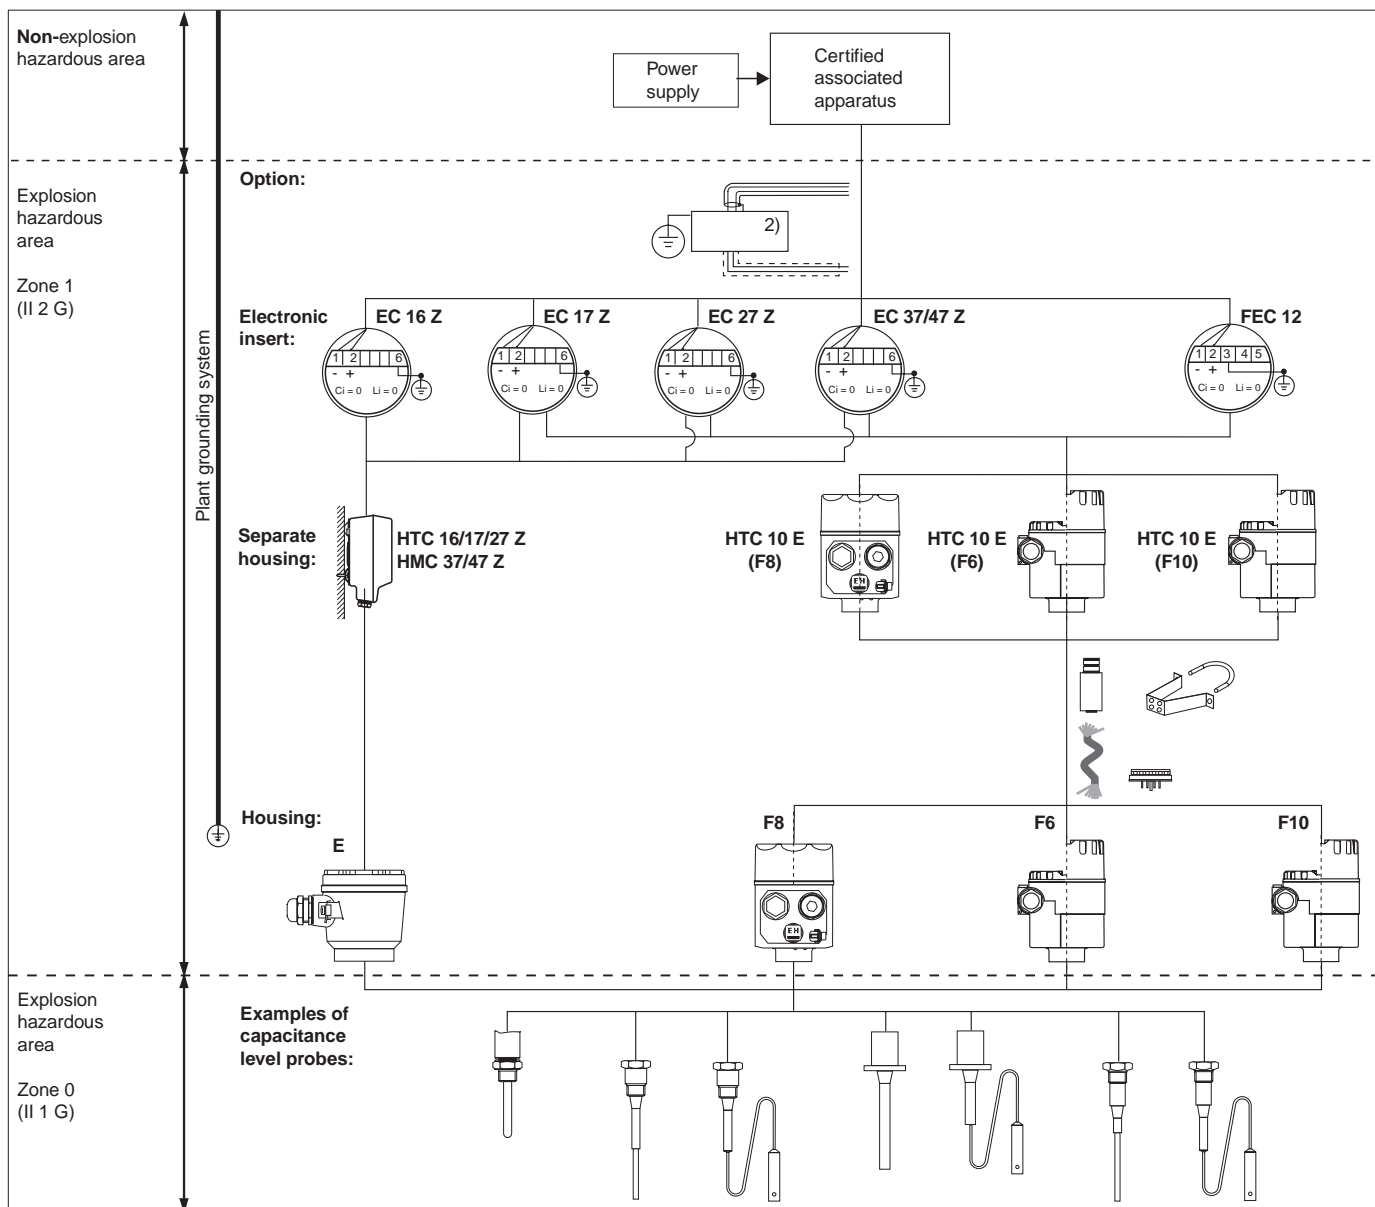 Non-explosion
hazardous area
Power
supply
Certified
associated
apparatus
Explosion
hazardous
area
Zone 1
(II 2 G)
Option:
2)
Plant grounding system
Electronic
insert:
EC 16 Z
EC 17 Z
EC 27 Z
EC 37/47 Z
FEC 12
1 2 6
- +
Ci = 0 Li = 0
1 2 6
- +
Ci = 0 Li = 0
1 2 6
- +
Ci = 0 Li = 0
1 2 6
- +
Ci = 0 Li = 0
1 2 3 4 5
- +
Ci = 0 Li = 0
Separate
housing:
HTC 16/17/27 Z
HMC 37/47 Z
HTC 10 E
(F8)
HTC 10 E
(F6)
HTC 10 E
(F10)
EH
Housing:
E
F8
F6
F10
EH
Explosion
hazardous
area
Zone 0
(II 1 G)
Examples of
capacitance
level probes: